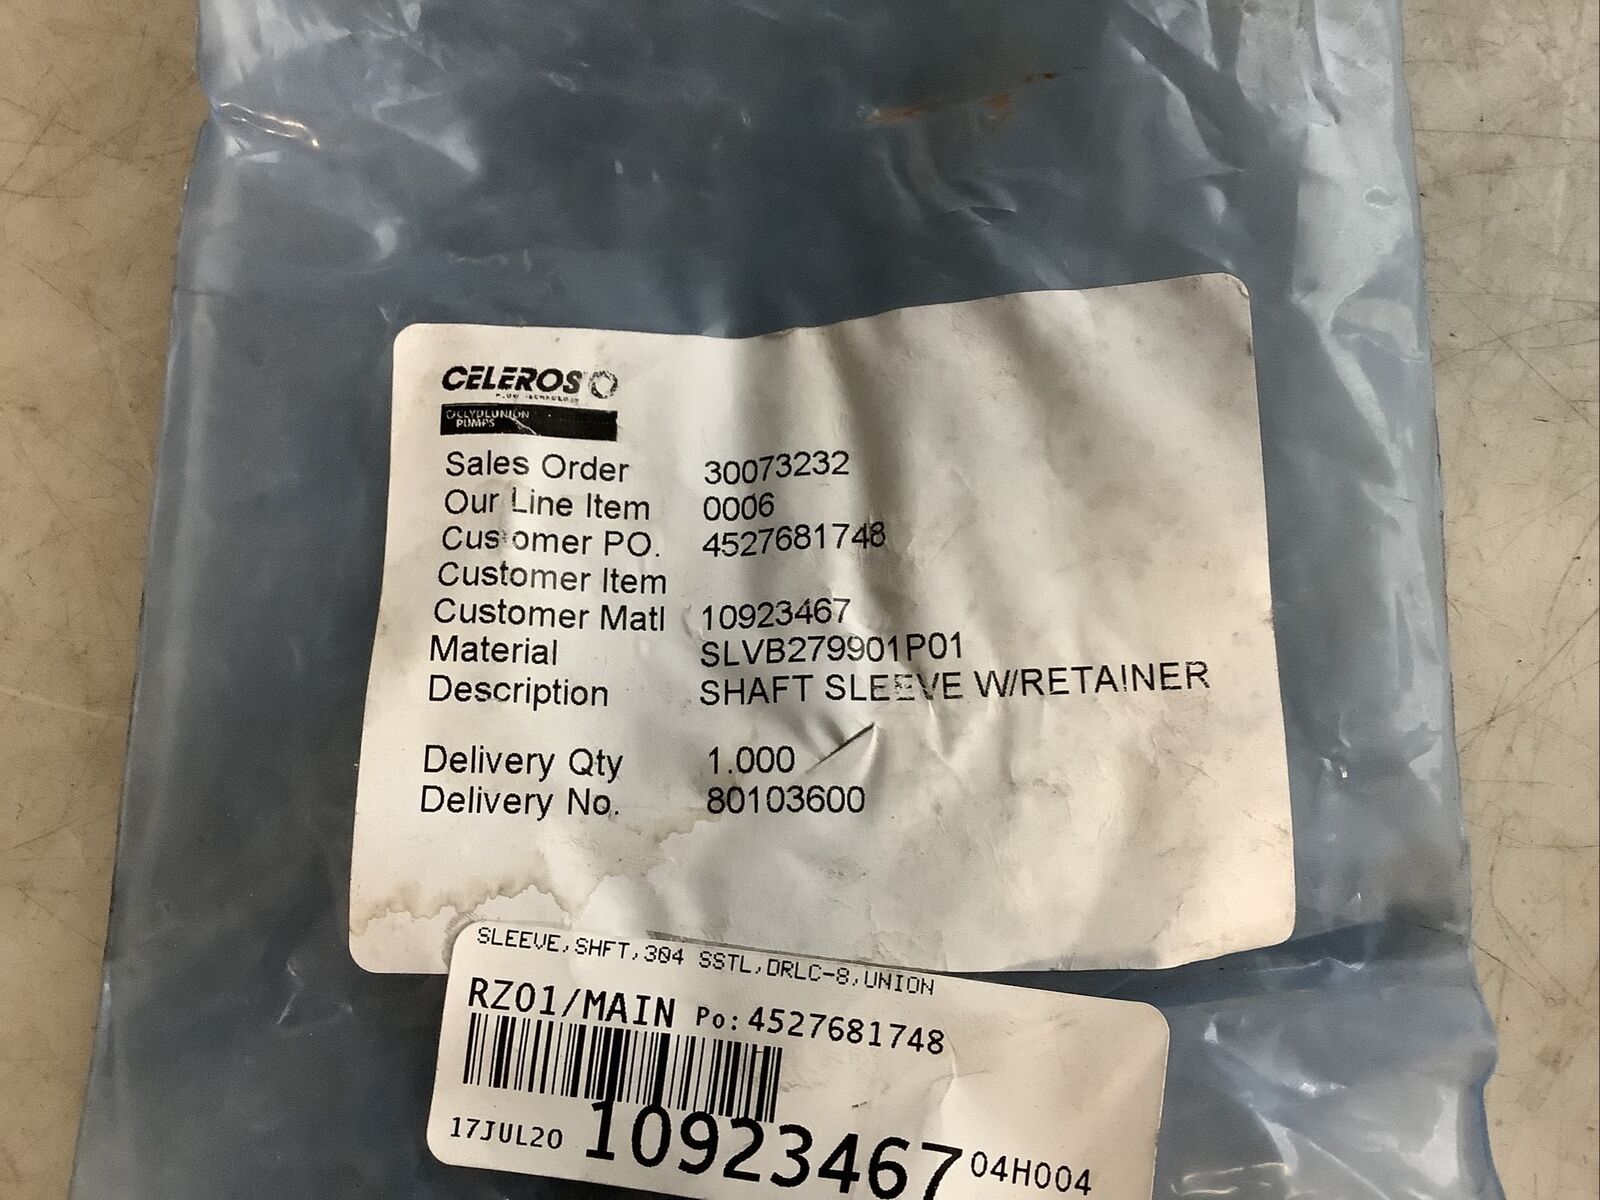 CELEROS
FLOW TECHNOLOGY
CLYDEUNION
PUMPS
Sales Order 30073232
Our Line Item 0006
Customer PO. 4527681748
Customer Item
Customer Matl 10923467
Material SLVB279901P01
Description SHAFT SLEEVE W/RETAINER
Delivery Qty 1.000
Delivery No. 80103600
SLEEVE,SHFT,304 SSTL,DRLC-8,UNION
RZ01/MAIN Po: 4527681748
17JUL20 10923467 04H004